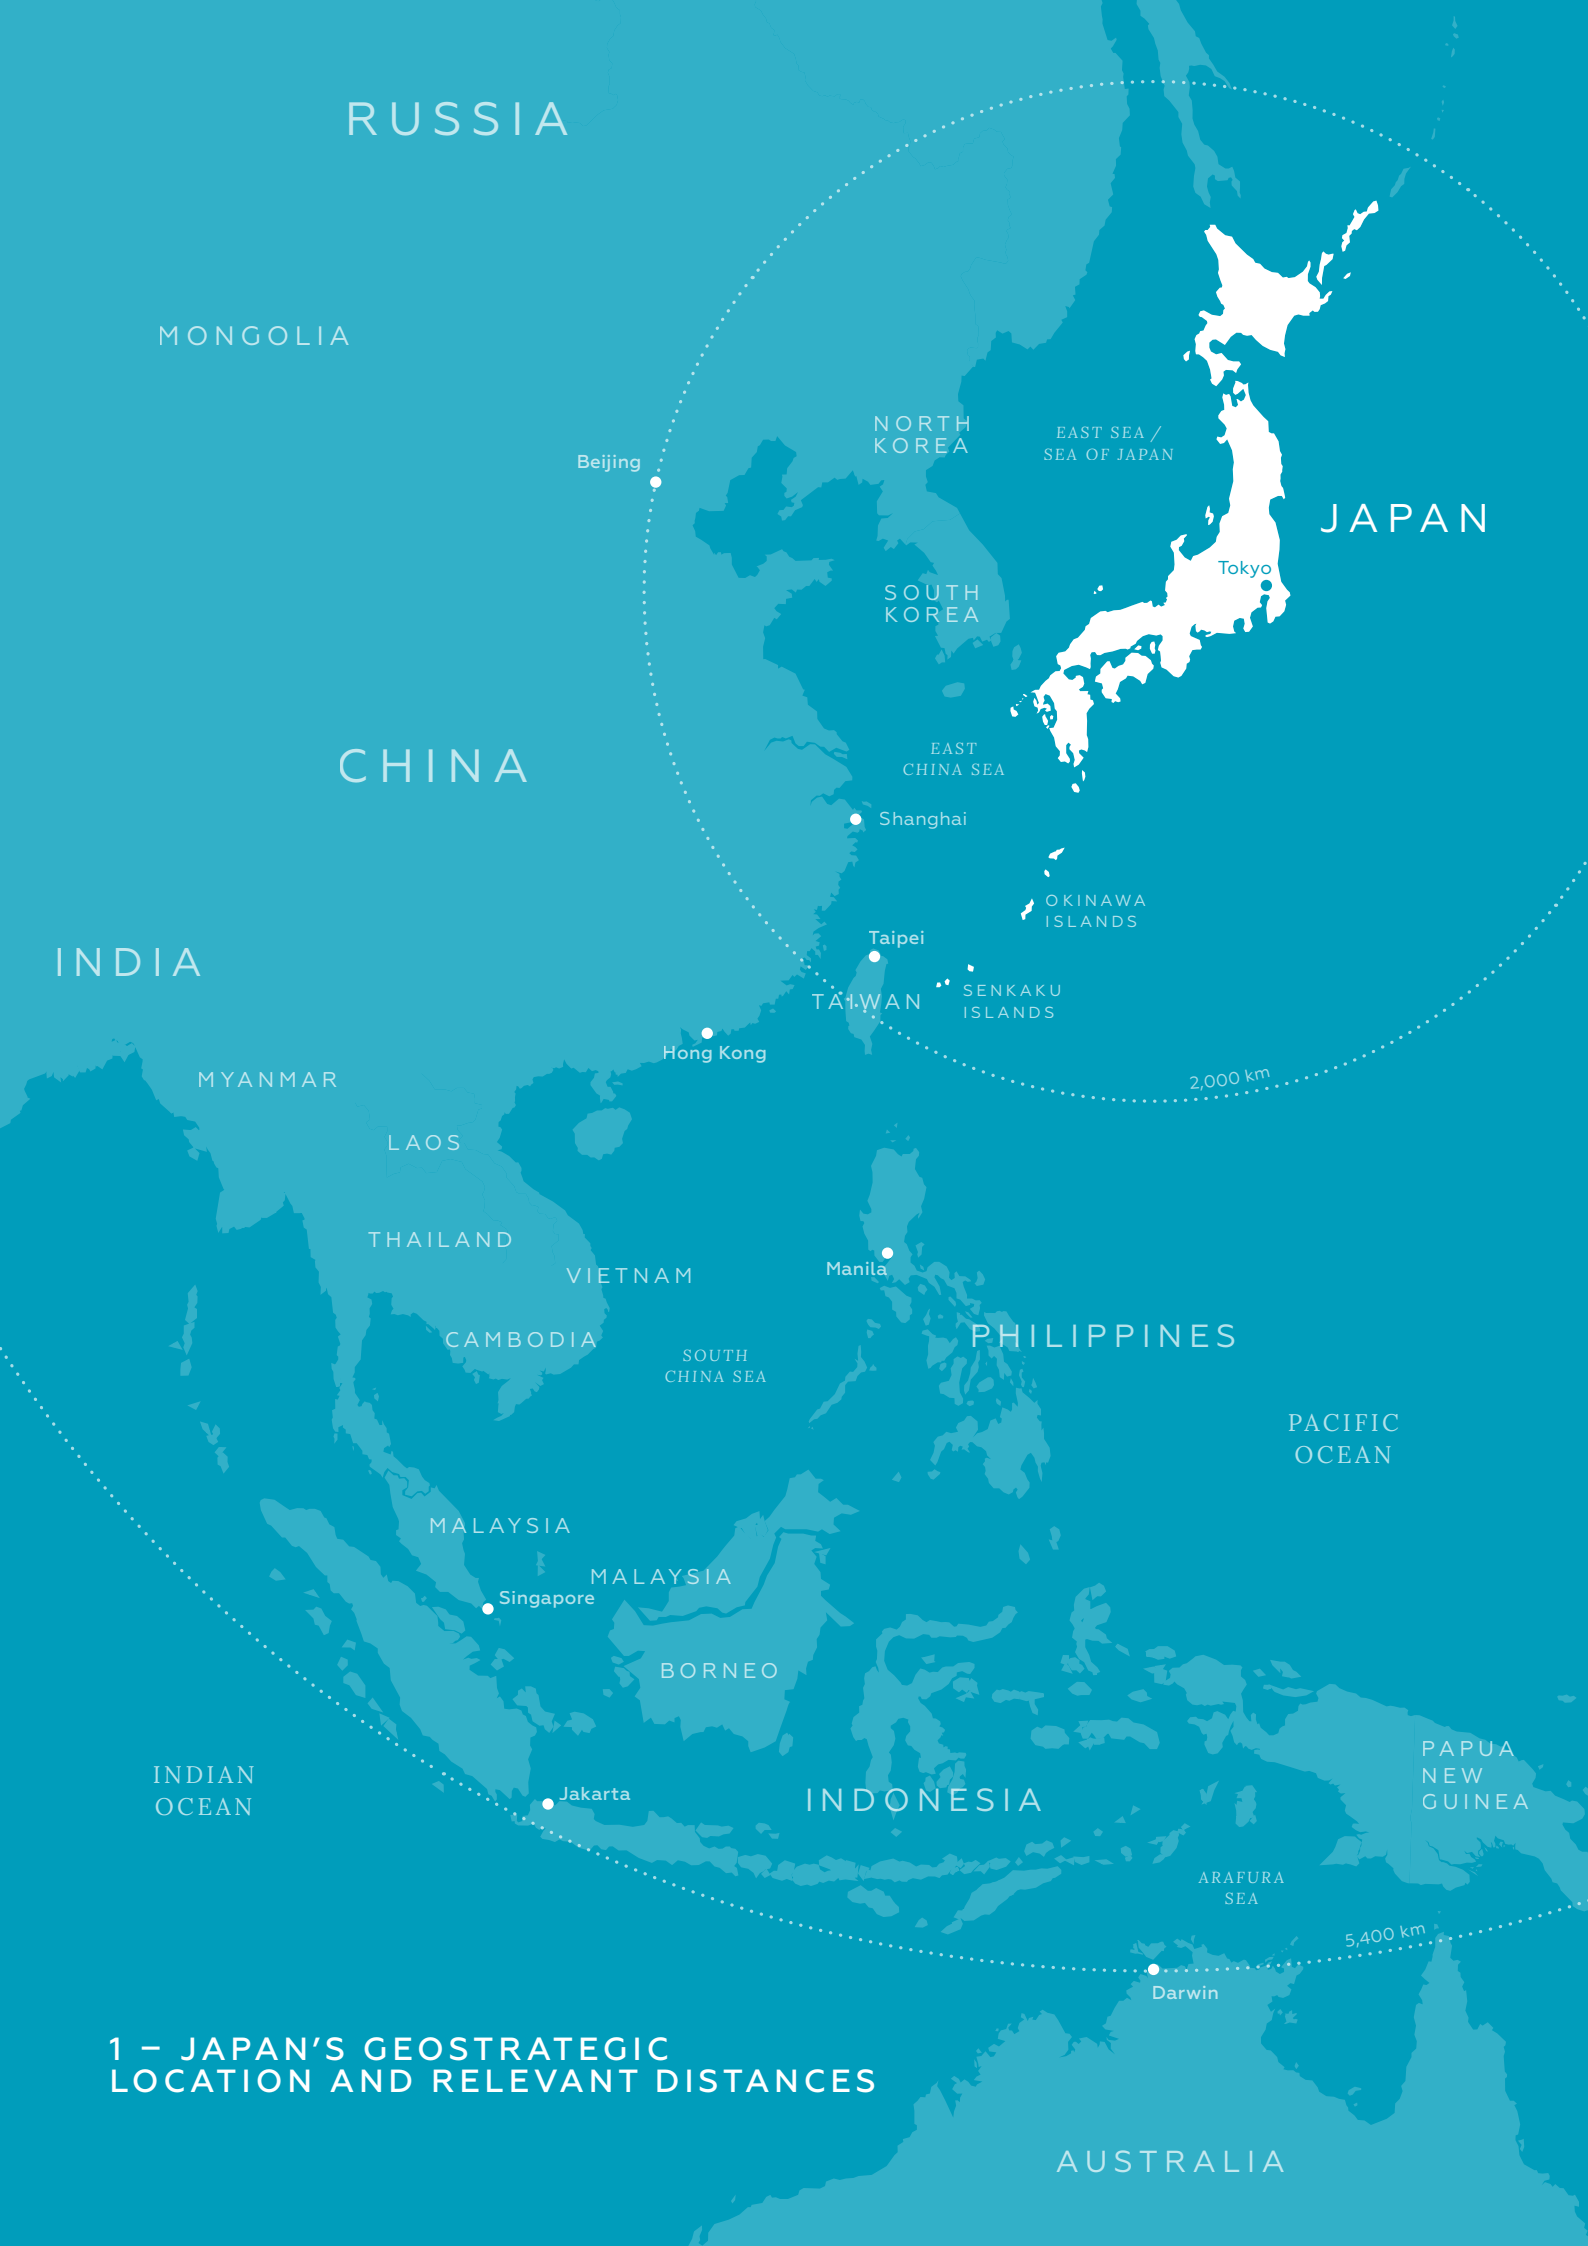 RUSSIA
MONGOLIA
NORTH
KOREA
EAST SEA /
SEA OF JAPAN
Beijing
JAPAN
Tokyo
SOUTH
KOREA
CHINA
EAST
CHINA SEA
Shanghai
OKINAWA
ISLANDS
Taipei
INDIA
SENKAKU
ISLANDS
TAIWAN
Hong Kong
2,000 km
MYANMAR
LAOS
THAILAND
VIETNAM
Manila
CAMBODIA
PHILIPPINES
SOUTH
CHINA SEA
PACIFIC
OCEAN
MALAYSIA
MALAYSIA
Singapore
BORNEO
PAPUA
NEW
GUINEA
INDIAN
OCEAN
Jakarta
INDONESIA
ARAFURA
SEA
5,400 km
Darwin
1 – JAPAN’S GEOSTRATEGIC
LOCATION AND RELEVANT DISTANCES
AUSTRALIA